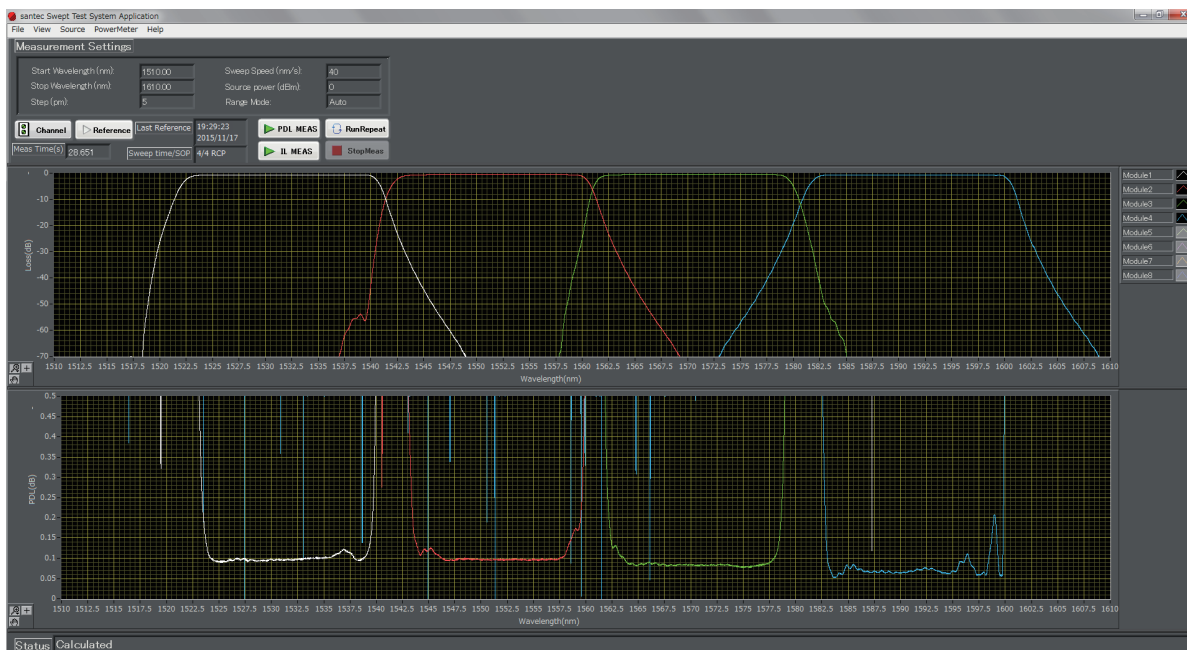 santec Swept Test System Application
File View Source PowerMeter Help
Measurement Settings
Start Wavelength (nm): 1510.00 Sweep Speed (nm/s): 40
Stop Wavelength (nm): 1610.00 Source power (dBm): 0
Step (pm): 5 Range Mode: Auto
Channel Reference Last Reference 19:29:23 2015/11/17 PDL MEAS RunRepeat
Meas Time(s) 28.651 Sweep time/SOP 4/4 RCP IL MEAS StopMeas
0
-10
-20
-30
-40
-50
-60
-70
Loss(dB)
1510 1512.5 1515 1517.5 1520 1522.5 1525 1527.5 1530 1532.5 1535 1537.5 1540 1542.5 1545 1547.5 1550 1552.5 1555 1557.5 1560 1562.5 1565 1567.5 1570 1572.5 1575 1577.5 1580 1582.5 1585 1587.5 1590 1592.5 1595 1597.5 1600 1602.5 1605 1607.5 1610
Wavelength(nm)
Module1
Module2
Module3
Module4
Module5
Module6
Module7
Module8
0.5
0.45
0.4
0.35
0.3
0.25
0.2
0.15
0.1
0.05
0
PDL(dB)
1510 1512.5 1515 1517.5 1520 1522.5 1525 1527.5 1530 1532.5 1535 1537.5 1540 1542.5 1545 1547.5 1550 1552.5 1555 1557.5 1560 1562.5 1565 1567.5 1570 1572.5 1575 1577.5 1580 1582.5 1585 1587.5 1590 1592.5 1595 1597.5 1600 1602.5 1605 1607.5 1610
Wavelength(nm)
Status Calculated